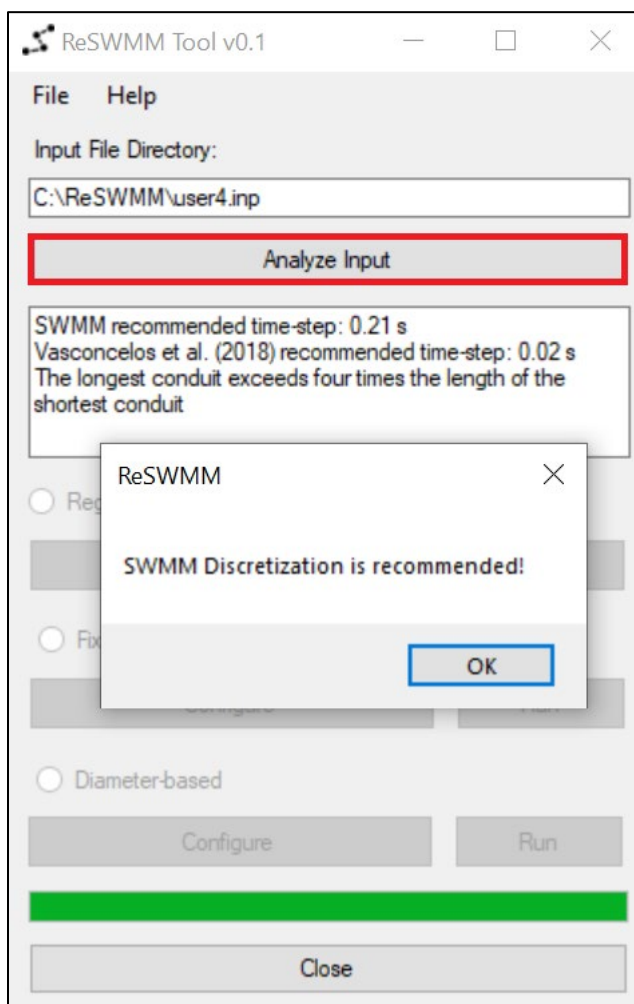 ReSWMM Tool v0.1
File Help
Input File Directory:
C:\ReSWMM\user4.inp
Analyze Input
SWMM recommended time-step: 0.21 s
Vasconcelos et al. (2018) recommended time-step: 0.02 s
The longest conduit exceeds four times the length of the
shortest conduit
ReSWMM
SWMM Discretization is recommended!
OK
Diameter-based
Configure Run
Close